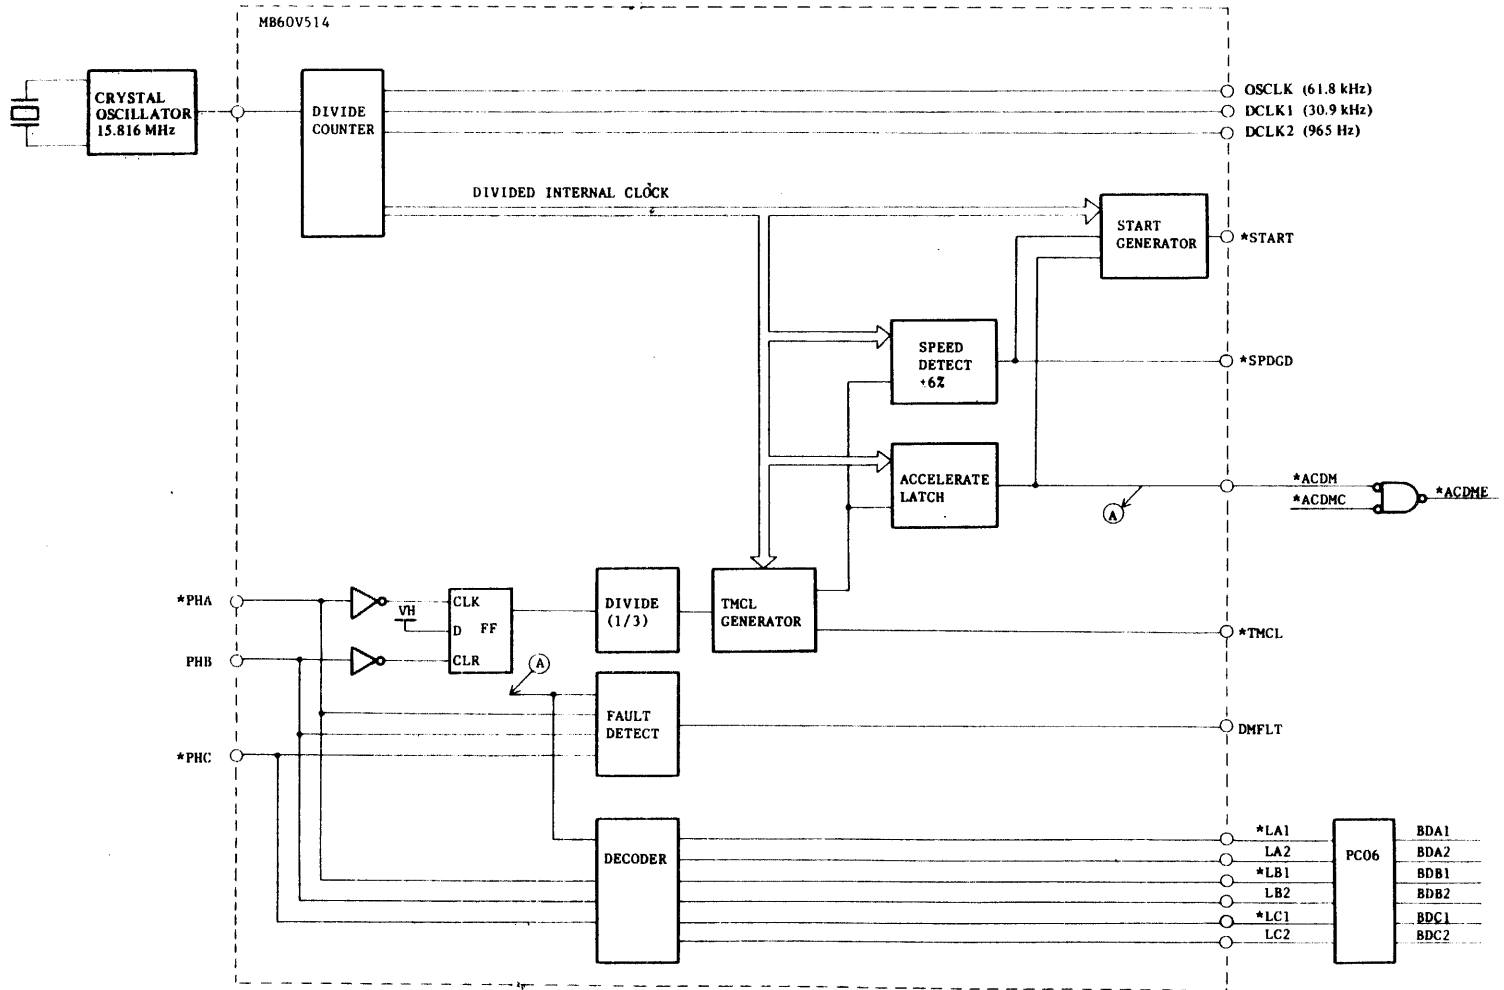 MB60V514
CRYSTAL
OSCILLATOR
15.816 MHz
DIVIDE
COUNTER
OSCLK (61.8 kHz)
DCLK1 (30.9 kHz)
DCLK2 (965 Hz)
DIVIDED INTERNAL CLOCK
START
GENERATOR
*START
SPEED
DETECT
+6%
*SPDGD
ACCELERATE
LATCH
A
*ACDM
*ACDMC
*ACDME
*PHA
VH
CLK
D FF
CLR
DIVIDE
(1/3)
TMCL
GENERATOR
*TMCL
PHB
A
FAULT
DETECT
DMFLT
*PHC
DECODER
*LA1
LA2
*LB1
LB2
*LC1
LC2
PC06
BDA1
BDA2
BDB1
BDB2
BDC1
BDC2